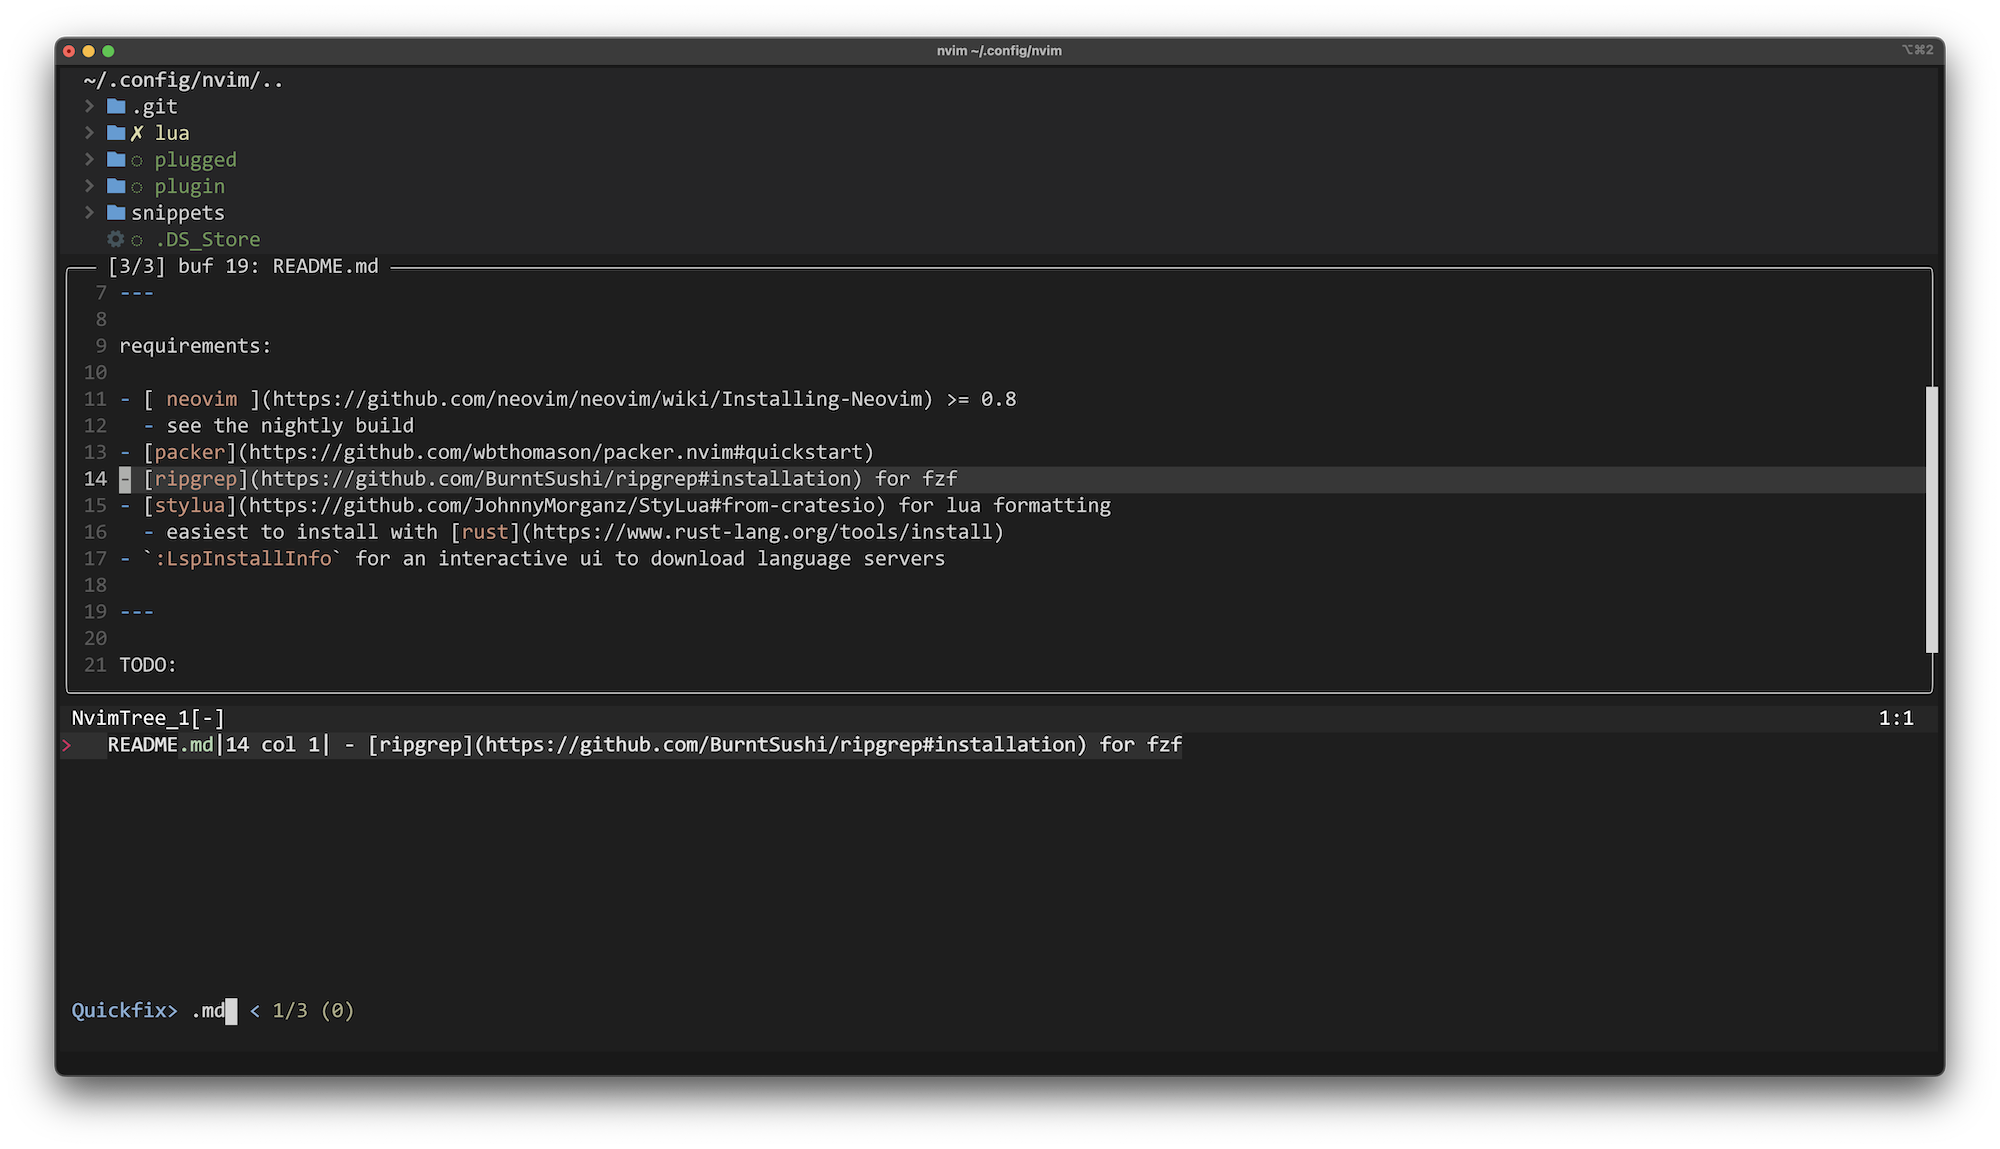 nvim ~/.config/nvim
⌥⌘2
~/.config/nvim/..
.git
✗ lua
plugged
plugin
snippets
.DS_Store
[3/3] buf 19: README.md
7 ---
8
9 requirements:
10
11 - [ neovim ](https://github.com/neovim/neovim/wiki/Installing-Neovim) >= 0.8
12   - see the nightly build
13 - [packer](https://github.com/wbthomason/packer.nvim#quickstart)
14 - [ripgrep](https://github.com/BurntSushi/ripgrep#installation) for fzf
15 - [stylua](https://github.com/JohnnyMorganz/StyLua#from-cratesio) for lua formatting
16   - easiest to install with [rust](https://www.rust-lang.org/tools/install)
17 - `:LspInstallInfo` for an interactive ui to download language servers
18
19 ---
20
21 TODO:
NvimTree_1[-] 1:1
> README.md|14 col 1| - [ripgrep](https://github.com/BurntSushi/ripgrep#installation) for fzf
Quickfix> .md < 1/3 (0)